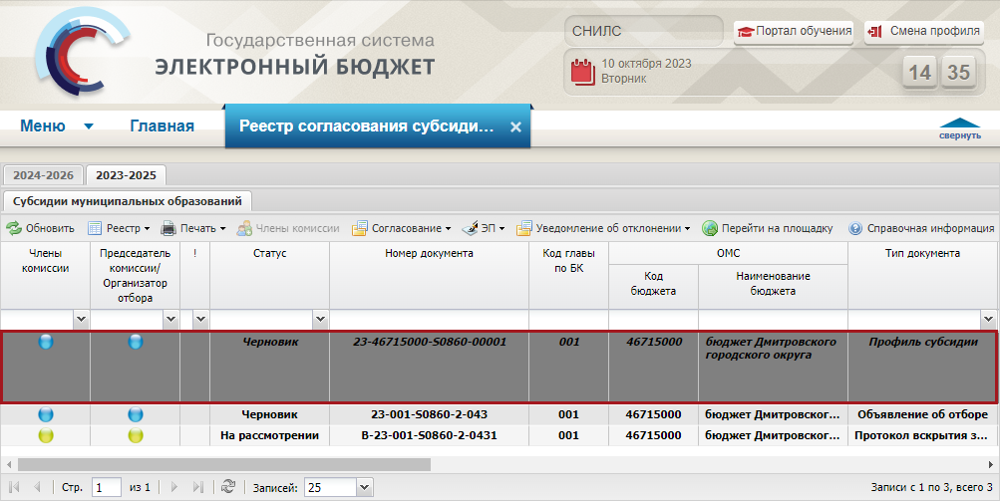 Государственная система
ЭЛЕКТРОННЫЙ БЮДЖЕТ
СНИЛС
Портал обучения
Смена профиля
10 октября 2023
Вторник
14 35
Меню
Главная
Реестр согласования субсиди...
свернуть
2024-2026
2023-2025
Субсидии муниципальных образований
Обновить Реестр Печать Члены комиссии Согласование ЭП Уведомление об отклонении Перейти на площадку Справочная информация
Члены комиссии
Председатель комиссии/ Организатор отбора
!
Статус
Номер документа
Код главы по БК
ОМС
Код бюджета
Наименование бюджета
Тип документа
Черновик 23-46715000-S0860-00001 001 46715000 бюджет Дмитровского городского округа Профиль субсидии
Черновик 23-001-S0860-2-043 001 46715000 бюджет Дмитровског... Объявление об отборе
На рассмотрении В-23-001-S0860-2-0431 001 46715000 бюджет Дмитровског... Протокол вскрытия з...
Стр. 1 из 1 Записей: 25 Записи с 1 по 3, всего 3